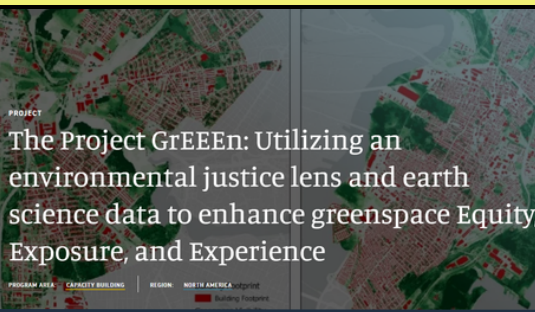 PROJECT
The Project GrEEEn: Utilizing an
environmental justice lens and earth
science data to enhance greenspace Equity,
Exposure, and Experience
PROGRAM AREA: CAPACITY BUILDING REGION: NORTH AMERICA
Building Footprint